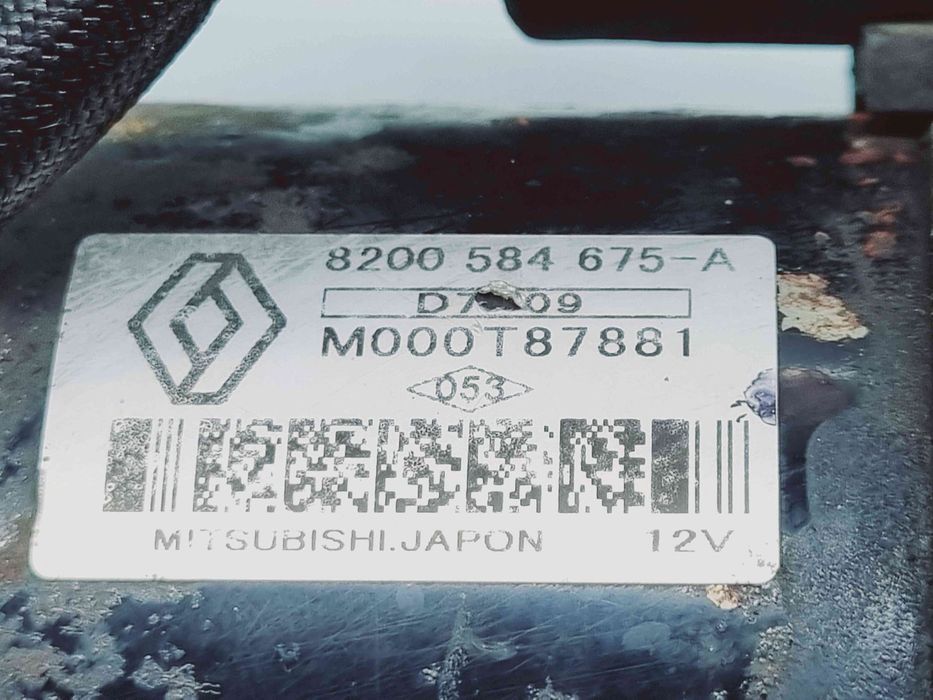 8200 584 675-A
M000T87881
053
MITSUBISHI.JAPON 12V